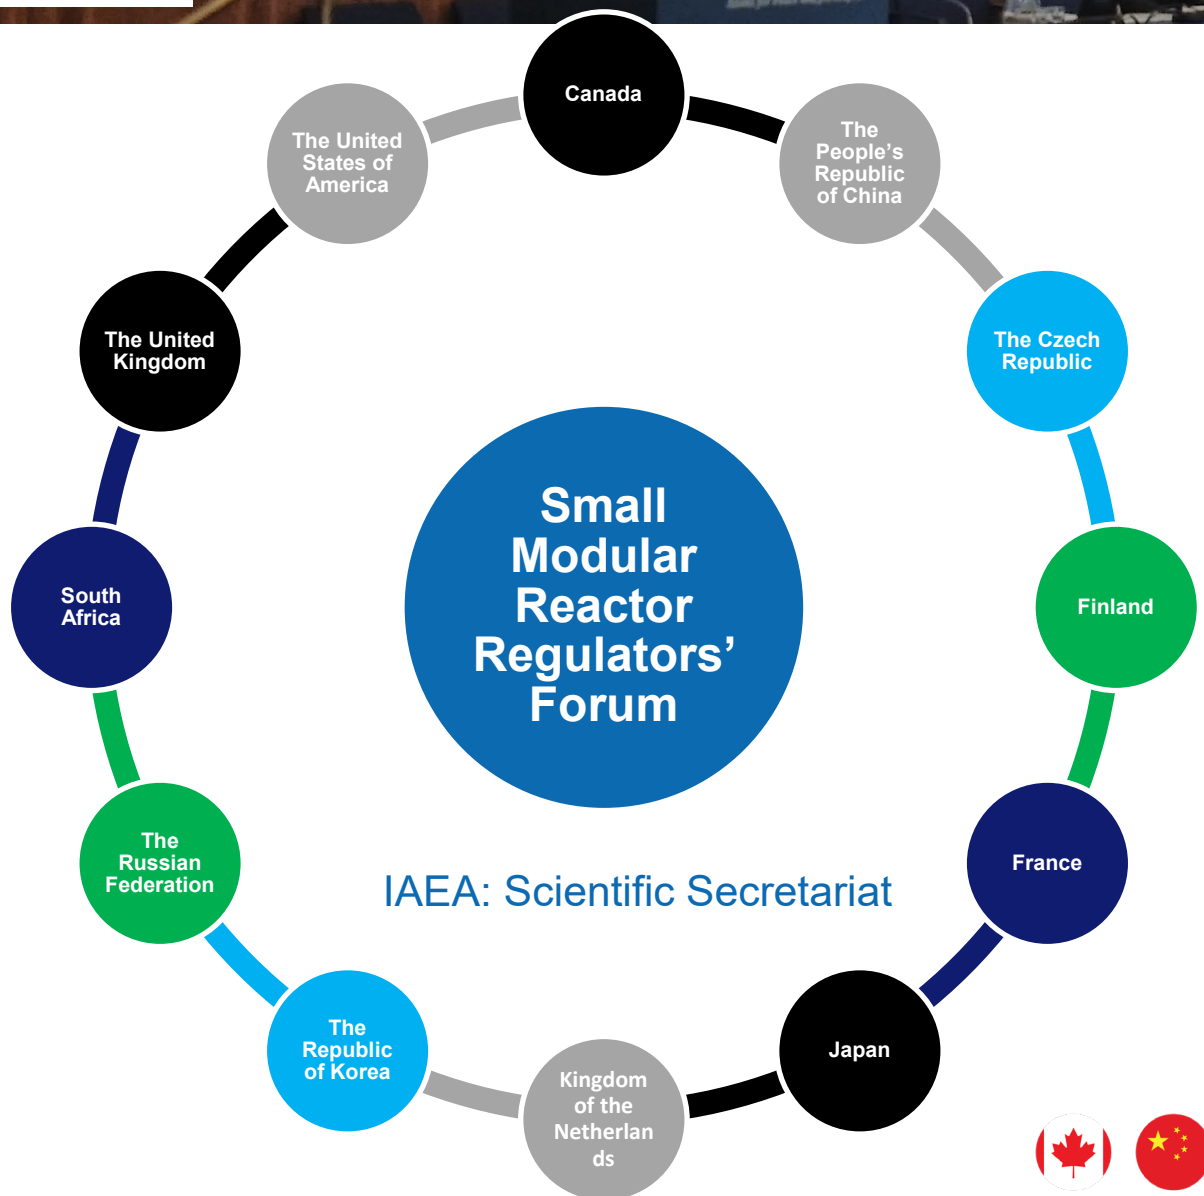 Canada
The
People’s
Republic
of China
The Czech
Republic
Finland
France
Japan
Kingdom
of the
Netherlan
ds
The
Republic
of Korea
The
Russian
Federation
South
Africa
The United
Kingdom
The United
States of
America
Small
Modular
Reactor
Regulators’
Forum
IAEA: Scientific Secretariat